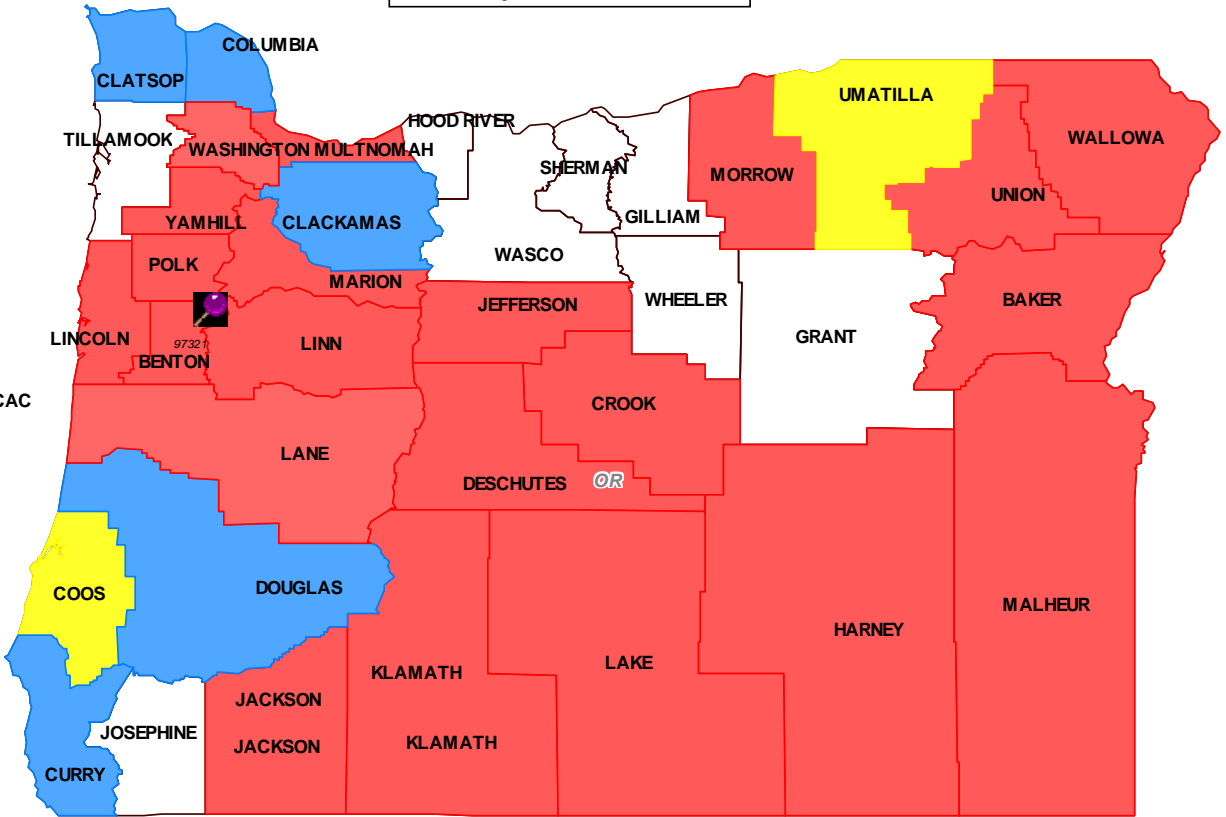 COLUMBIA
CLATSOP
UMATILLA
HOOD RIVER
TILLAMOOK
WASHINGTON MULTNOMAH
WALLOWA
SHERMAN
MORROW
UNION
GILLIAM
YAMHILL
CLACKAMAS
WASCO
POLK
MARION
JEFFERSON
WHEELER
BAKER
LINCOLN
97321
LINN
GRANT
BENTON
CAC
CROOK
LANE
DESCHUTES
OR
DOUGLAS
COOS
MALHEUR
HARNEY
LAKE
KLAMATH
JACKSON
JOSEPHINE
JACKSON
KLAMATH
CURRY